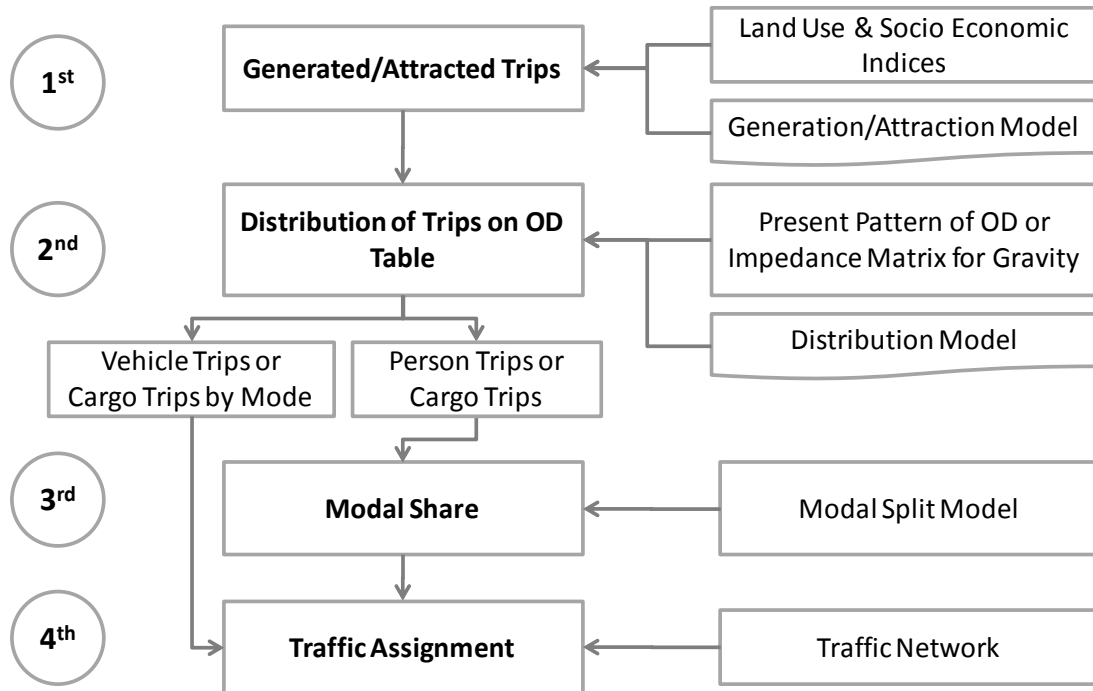 1st
Generated/Attracted Trips
Land Use & Socio Economic
Indices
Generation/Attraction Model
2nd
Distribution of Trips on OD
Table
Present Pattern of OD or
Impedance Matrix for Gravity
Distribution Model
Vehicle Trips or
Cargo Trips by Mode
Person Trips or
Cargo Trips
3rd
Modal Share
Modal Split Model
4th
Traffic Assignment
Traffic Network